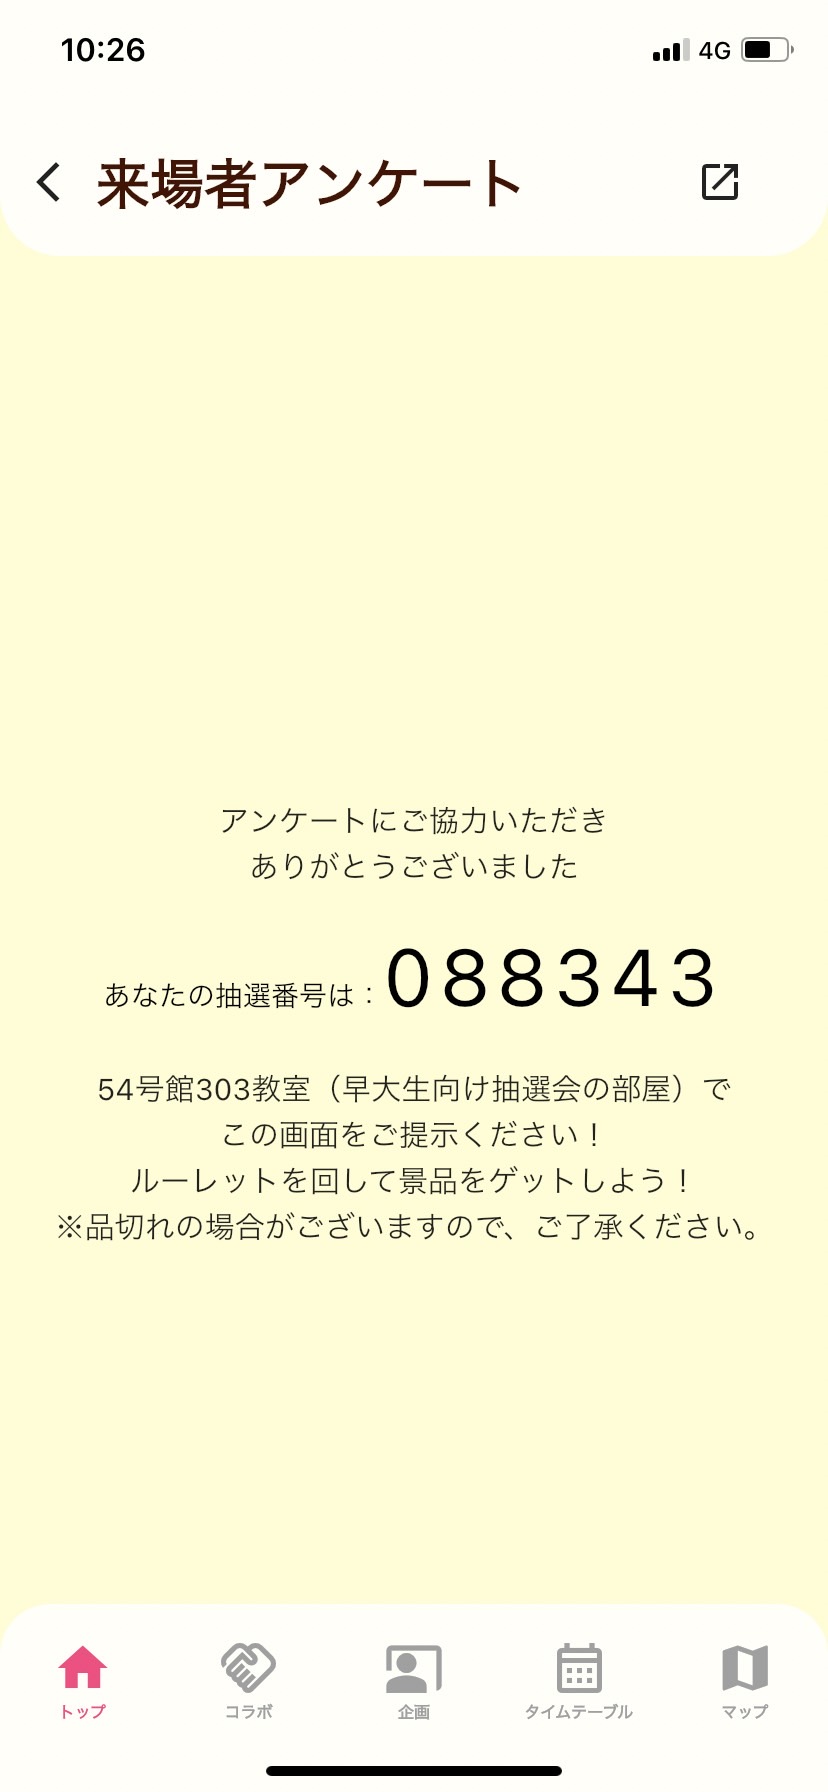 10:26
4G
来場者アンケート
アンケートにご協力いただき
ありがとうございました
あなたの抽選番号は：088343
54号館303教室（早大生向け抽選会の部屋）で
この画面をご提示ください！
ルーレットを回して景品をゲットしよう！
※品切れの場合がございますので、ご了承ください。
トップ
コラボ
企画
タイムテーブル
マップ